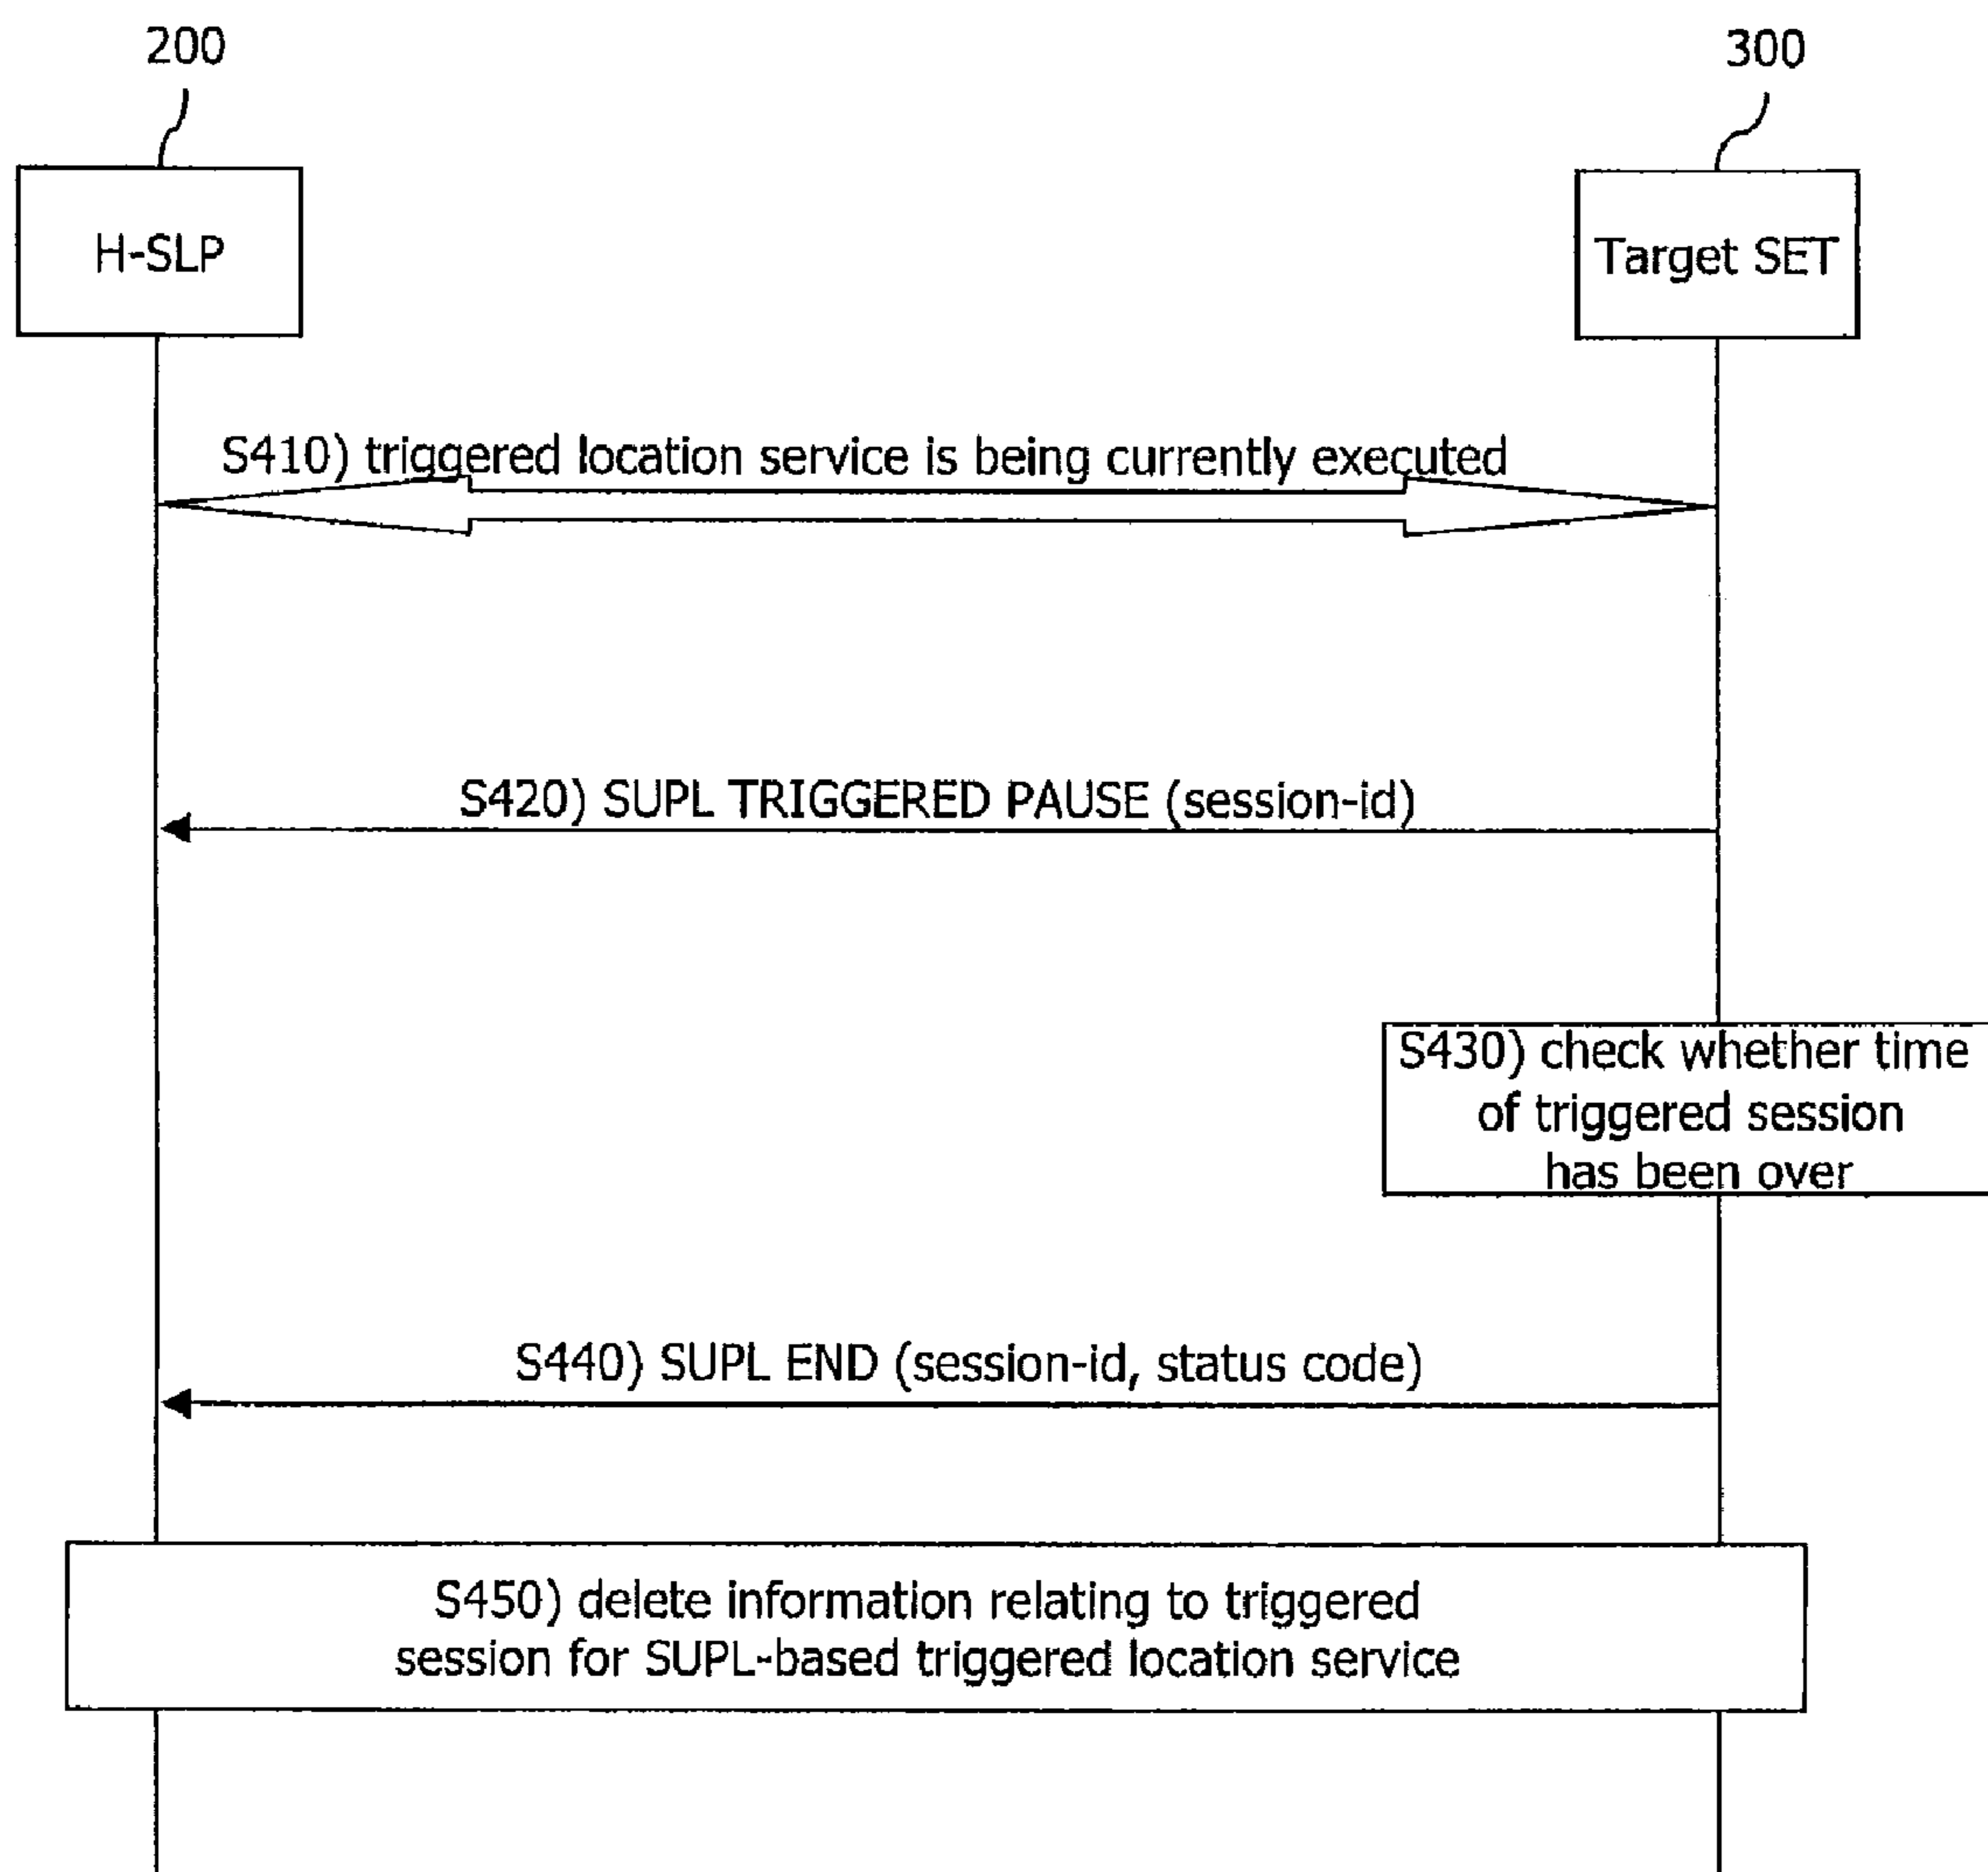 200
300
H-SLP
Target SET
S410) triggered location service is being currently executed
S420) SUPL TRIGGERED PAUSE (session-id)
S430) check whether time
of triggered session
has been over
S440) SUPL END (session-id, status code)
S450) delete information relating to triggered
session for SUPL-based triggered location service